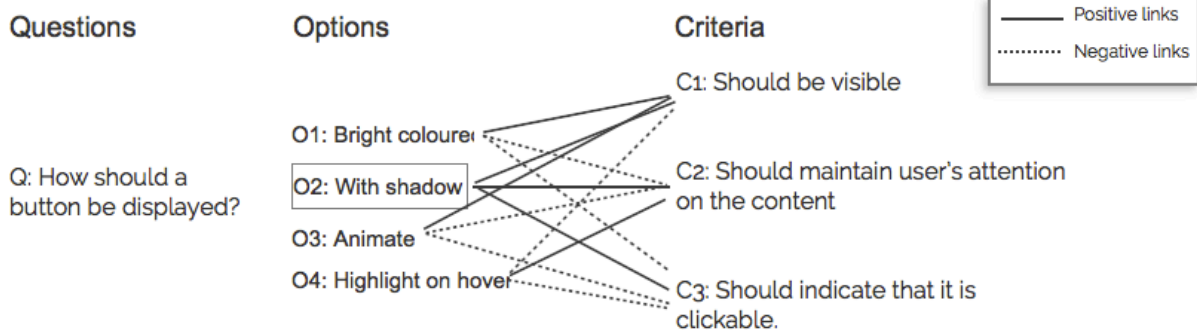 Questions
Options
Criteria
Positive links
Negative links
C1: Should be visible
O1: Bright coloured
Q: How should a
button be displayed?
O2: With shadow
C2: Should maintain user's attention
on the content
O3: Animate
O4: Highlight on hover
C3: Should indicate that it is
clickable.